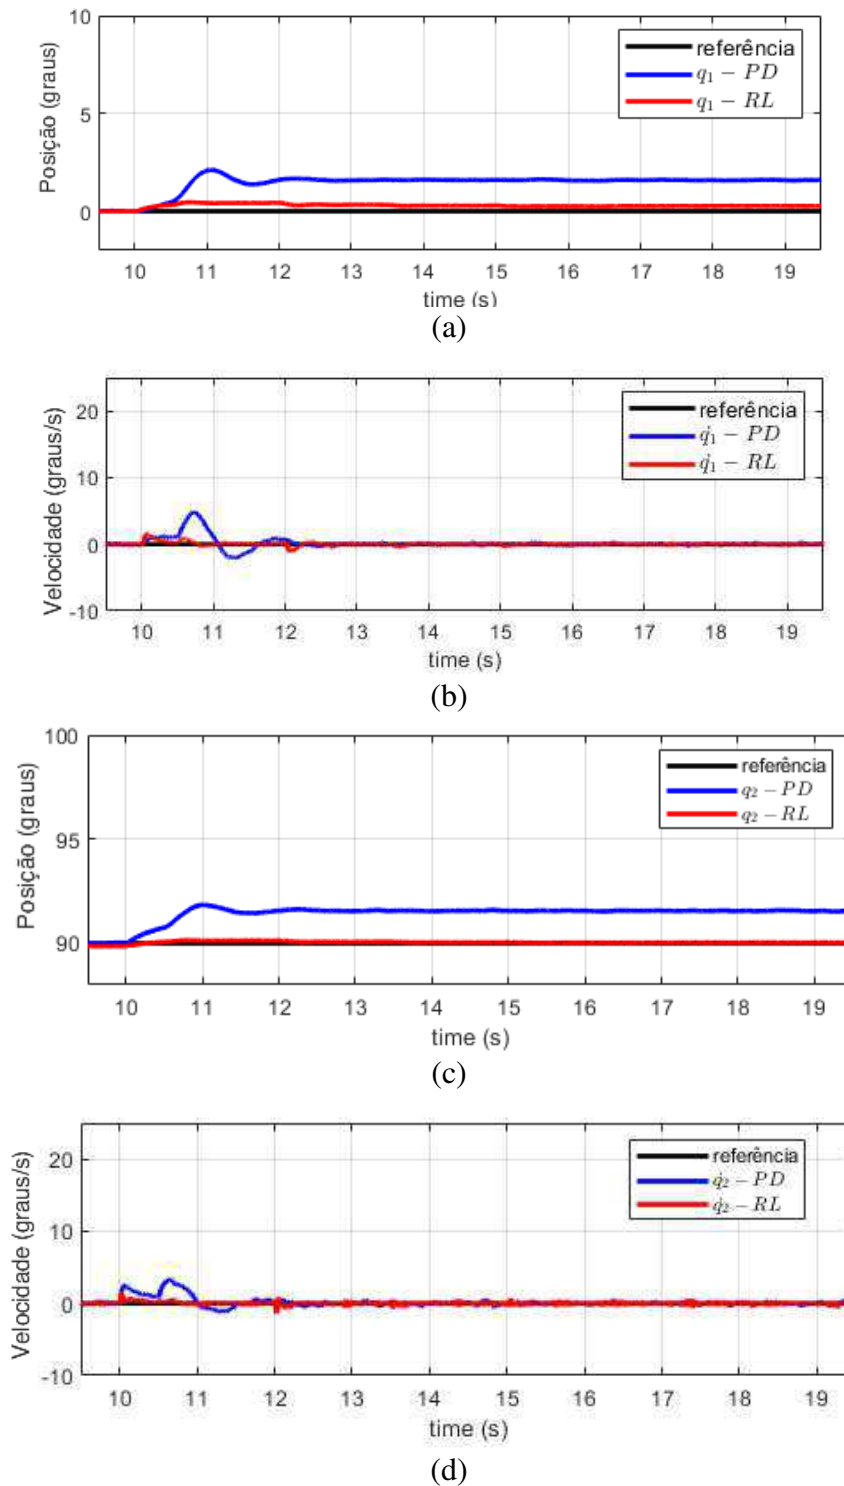 Posição (graus)
10
5
0
referência
q₁ − PD
q₁ − RL
10 11 12 13 14 15 16 17 18 19
time (s)
(a)
Velocidade (graus/s)
20
10
0
-10
referência
q̇₁ − PD
q̇₁ − RL
10 11 12 13 14 15 16 17 18 19
time (s)
(b)
Posição (graus)
100
95
90
referência
q₂ − PD
q₂ − RL
10 11 12 13 14 15 16 17 18 19
time (s)
(c)
Velocidade (graus/s)
20
10
0
-10
referência
q̇₂ − PD
q̇₂ − RL
10 11 12 13 14 15 16 17 18 19
time (s)
(d)